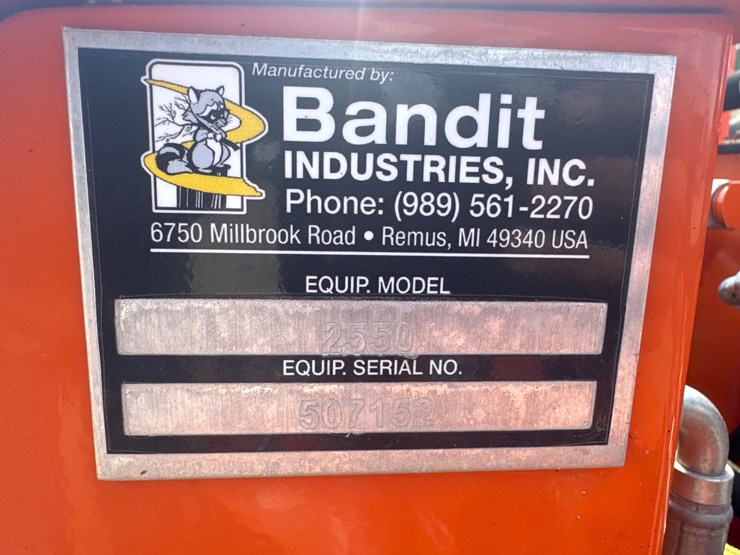 Manufactured by:
Bandit
INDUSTRIES, INC.
Phone: (989) 561-2270
6750 Millbrook Road • Remus, MI 49340 USA
EQUIP. MODEL
2550
EQUIP. SERIAL NO.
507152